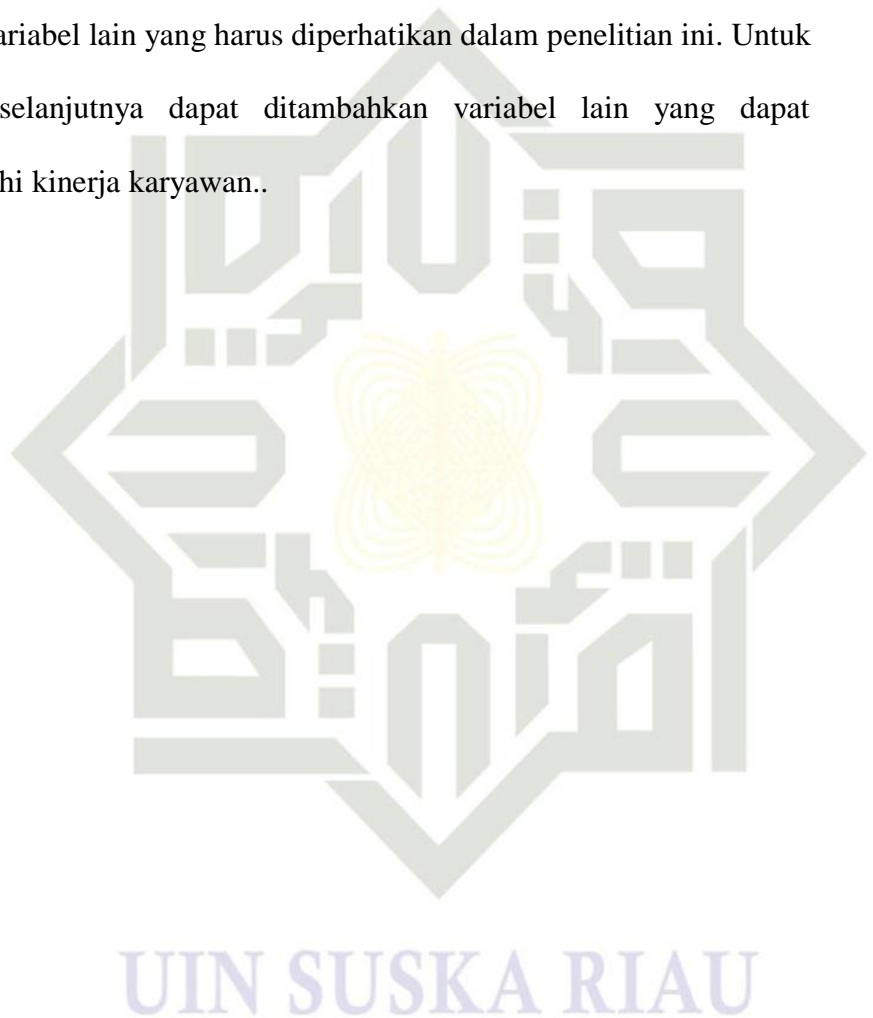 ariabel lain yang harus diperhatikan dalam penelitian ini. Untuk
selanjutnya dapat ditambahkan variabel lain yang dapat
hi kinerja karyawan..
UIN SUSKA RIAU